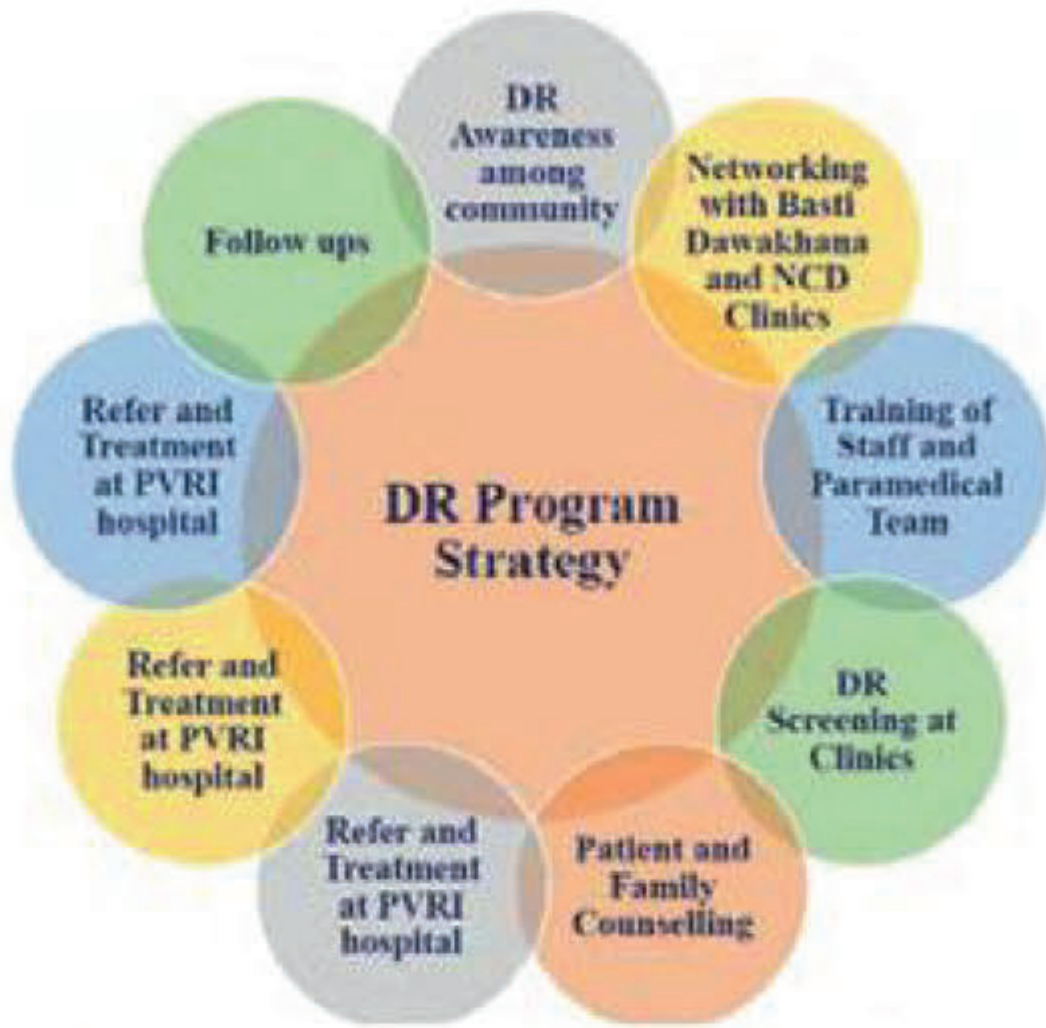 DR
Awareness
among
community
Networking
with Basti
Dawakhana
and NCD
Clinics
Training of
Staff and
Paramedical
Team
DR
Screening at
Clinics
Patient and
Family
Counselling
Refer and
Treatment
at PVRI
hospital
Refer and
Treatment
at PVRI
hospital
Refer and
Treatment
at PVRI
hospital
Follow ups
DR Program
Strategy